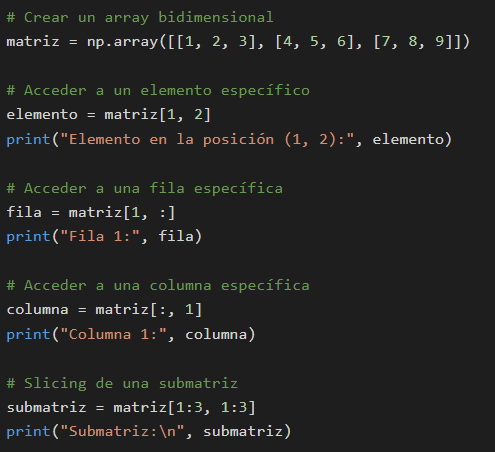 # Crear un array bidimensional
matriz = np.array([[1, 2, 3], [4, 5, 6], [7, 8, 9]])
# Acceder a un elemento específico
elemento = matriz[1, 2]
print("Elemento en la posición (1, 2):", elemento)
# Acceder a una fila específica
fila = matriz[1, :]
print("Fila 1:", fila)
# Acceder a una columna específica
columna = matriz[:, 1]
print("Columna 1:", columna)
# Slicing de una submatriz
submatriz = matriz[1:3, 1:3]
print("Submatriz:\n", submatriz)